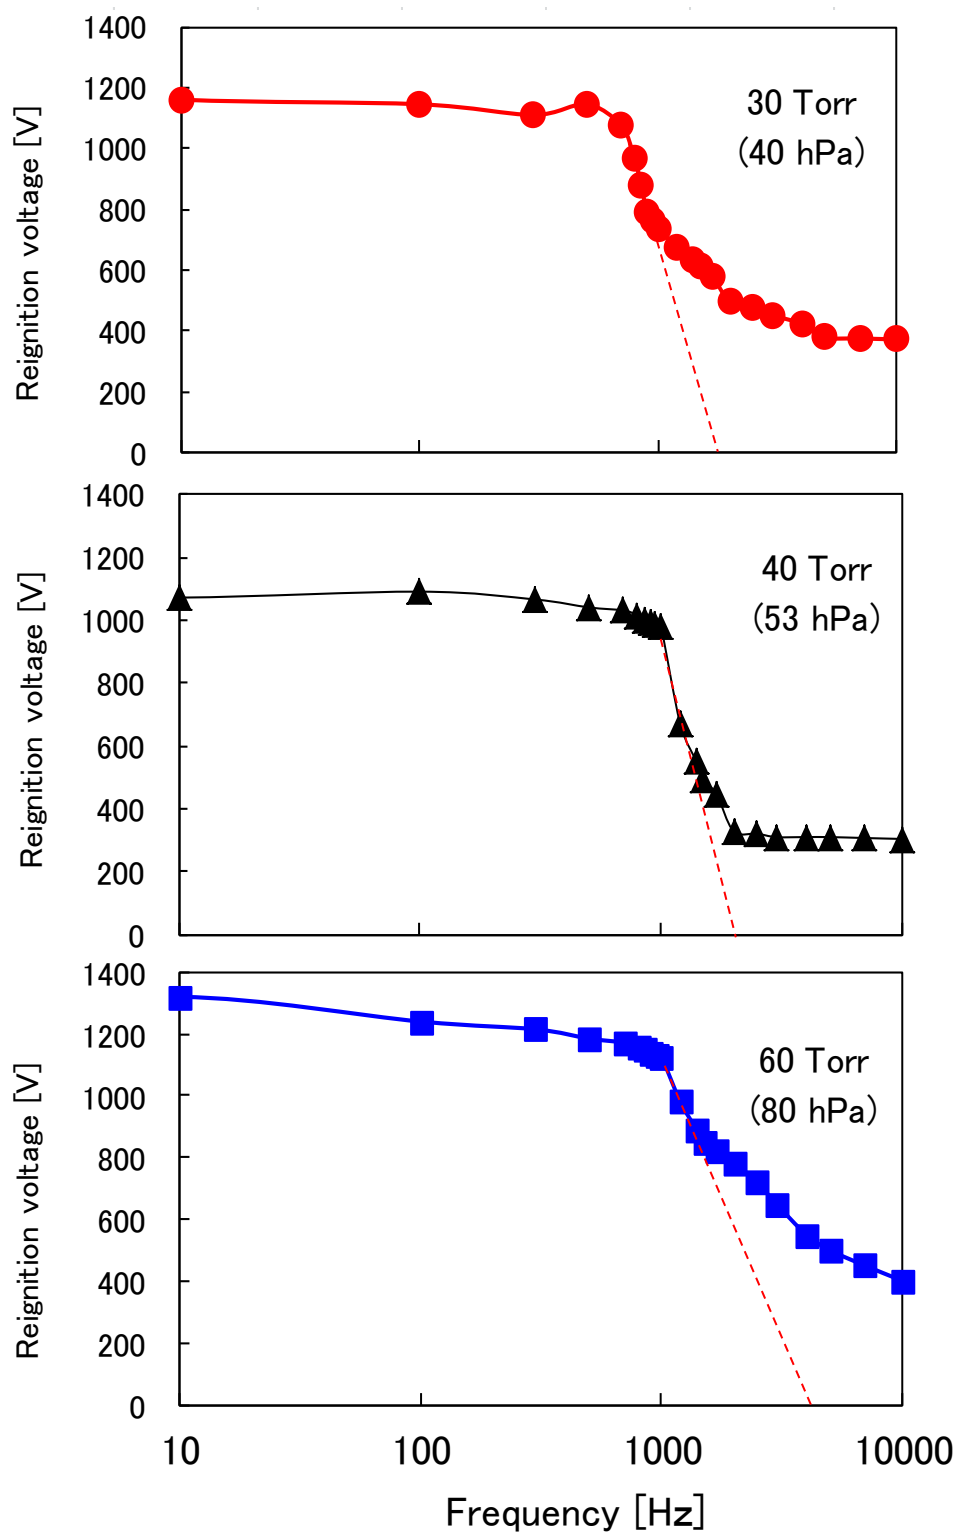 1400
1200
1000
800
600
400
200
0
Reignition voltage [V]
30 Torr
(40 hPa)
1400
1200
1000
800
600
400
200
0
Reignition voltage [V]
40 Torr
(53 hPa)
1400
1200
1000
800
600
400
200
0
Reignition voltage [V]
60 Torr
(80 hPa)
10 100 1000 10000
Frequency [Hz]